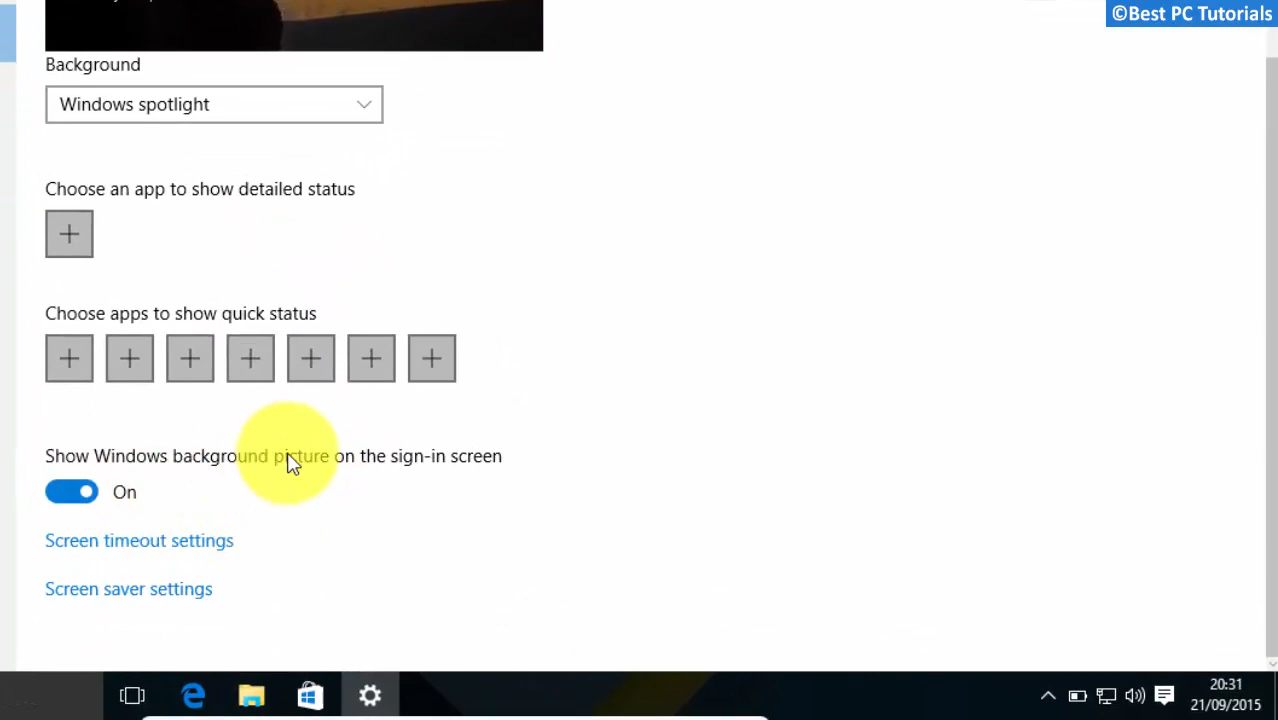 ©Best PC Tutorials
Background
Windows spotlight
Choose an app to show detailed status
Choose apps to show quick status
Show Windows background picture on the sign-in screen
On
Screen timeout settings
Screen saver settings
20:31
21/09/2015